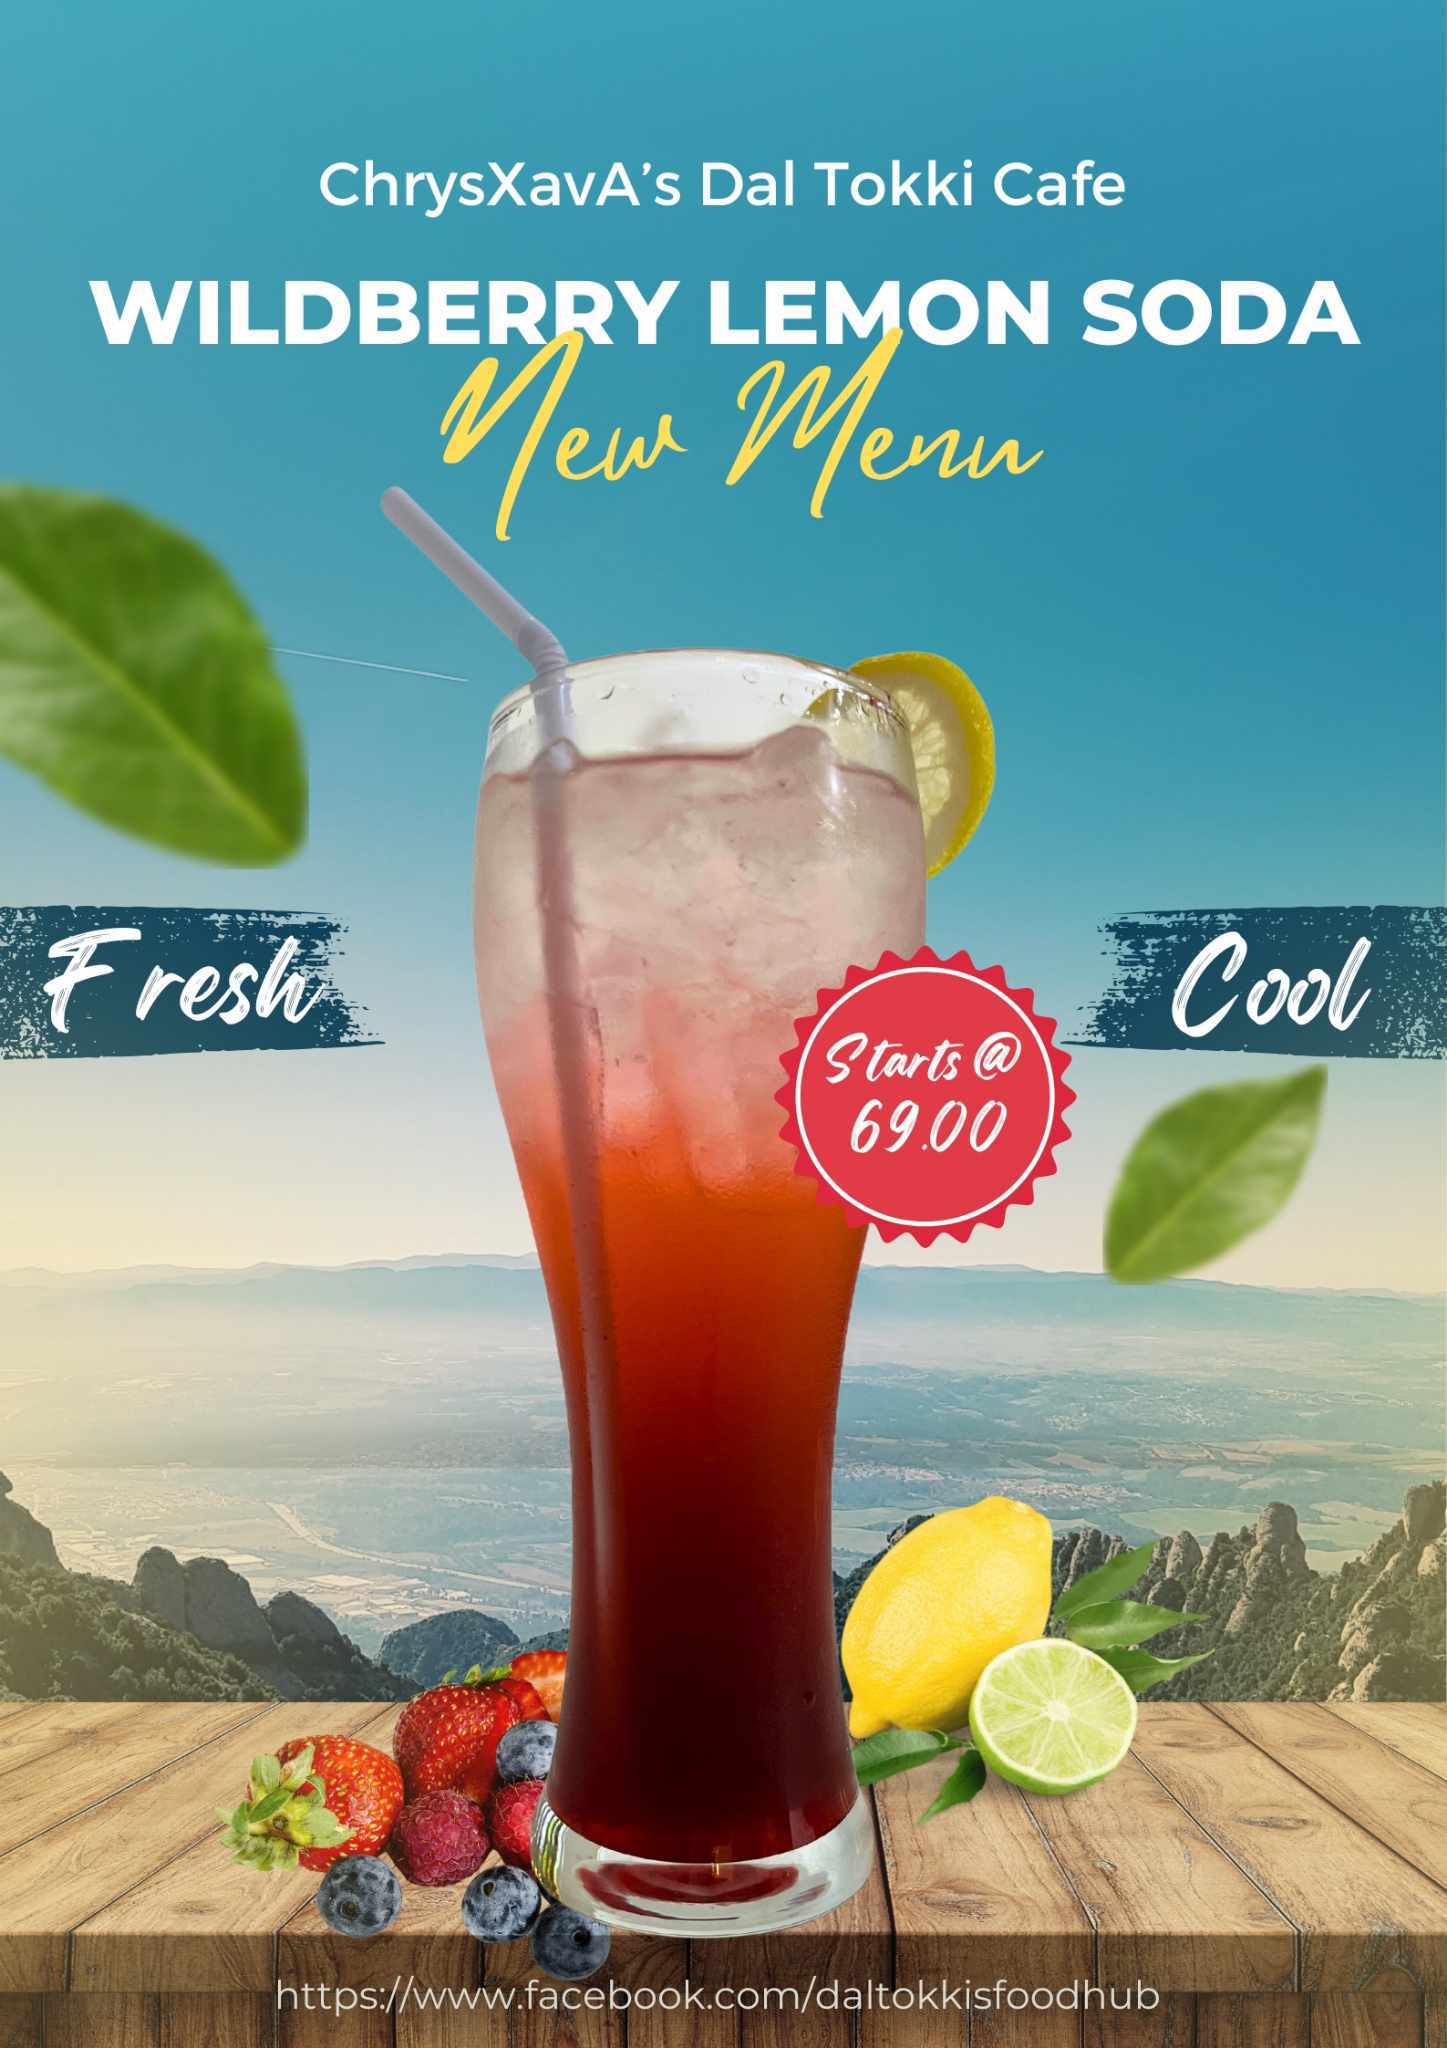 ChrysXavA’s Dal Tokki Cafe
WILDBERRY LEMON SODA
New Menu
Fresh
Cool
Starts @
69.00
https://www.facebook.com/daltokkisfoodhub